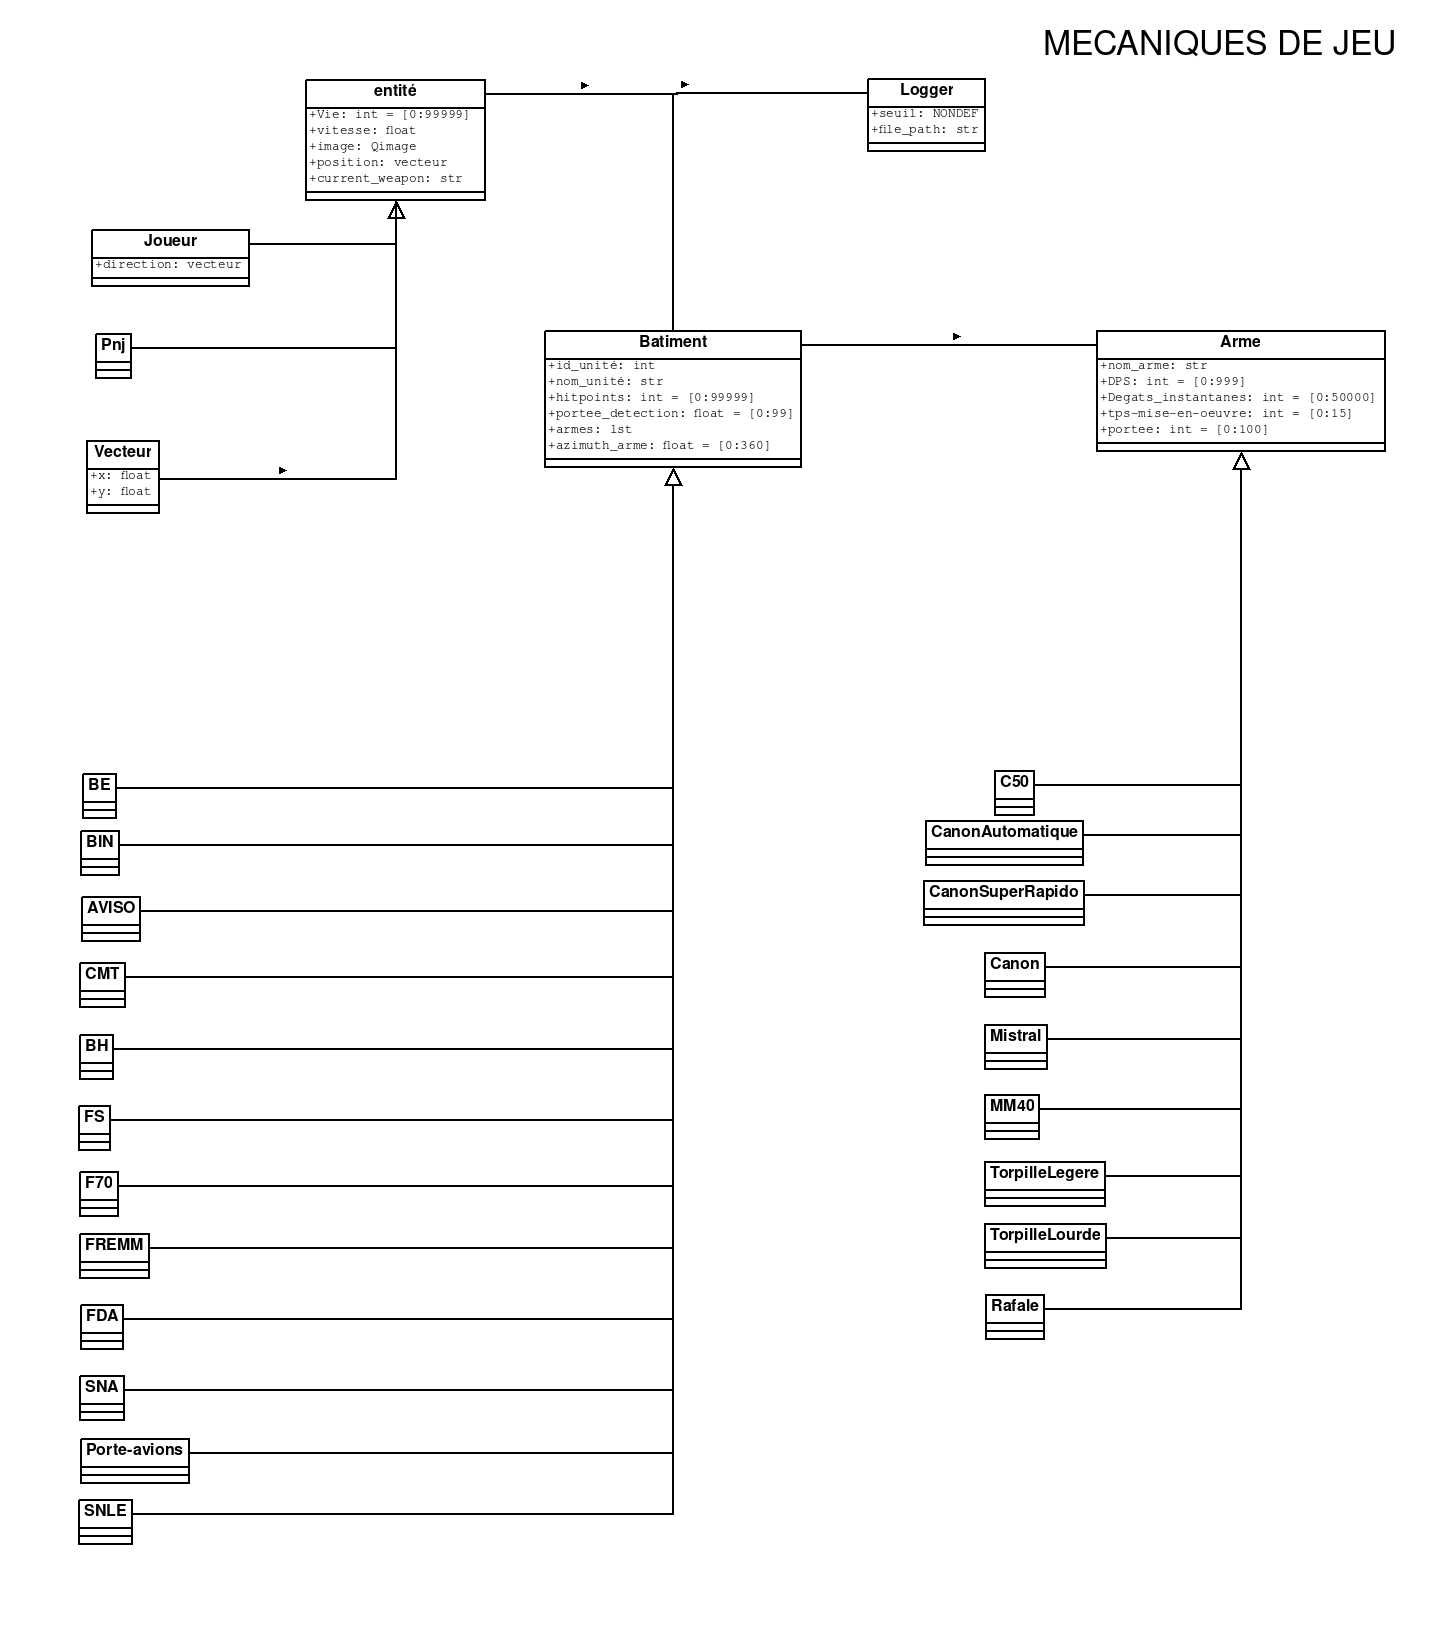 MECANIQUES DE JEU
entité
+Vie: int = [0:99999]
+vitesse: float
+image: Qimage
+position: vecteur
+current_weapon: str
Logger
+seuil: NONDEF
+file_path: str
Joueur
+direction: vecteur
Pnj
Vecteur
+x: float
+y: float
Batiment
+id_unité: int
+nom_unité: str
+hitpoints: int = [0:99999]
+portee_detection: float = [0:99]
+armes: lst
+azimuth_arme: float = [0:360]
Arme
+nom_arme: str
+DPS: int = [0:999]
+Degats_instantanes: int = [0:50000]
+tps-mise-en-oeuvre: int = [0:15]
+portee: int = [0:100]
BE
BIN
AVISO
CMT
BH
FS
F70
FREMM
FDA
SNA
Porte-avions
SNLE
C50
CanonAutomatique
CanonSuperRapido
Canon
Mistral
MM40
TorpilleLegere
TorpilleLourde
Rafale